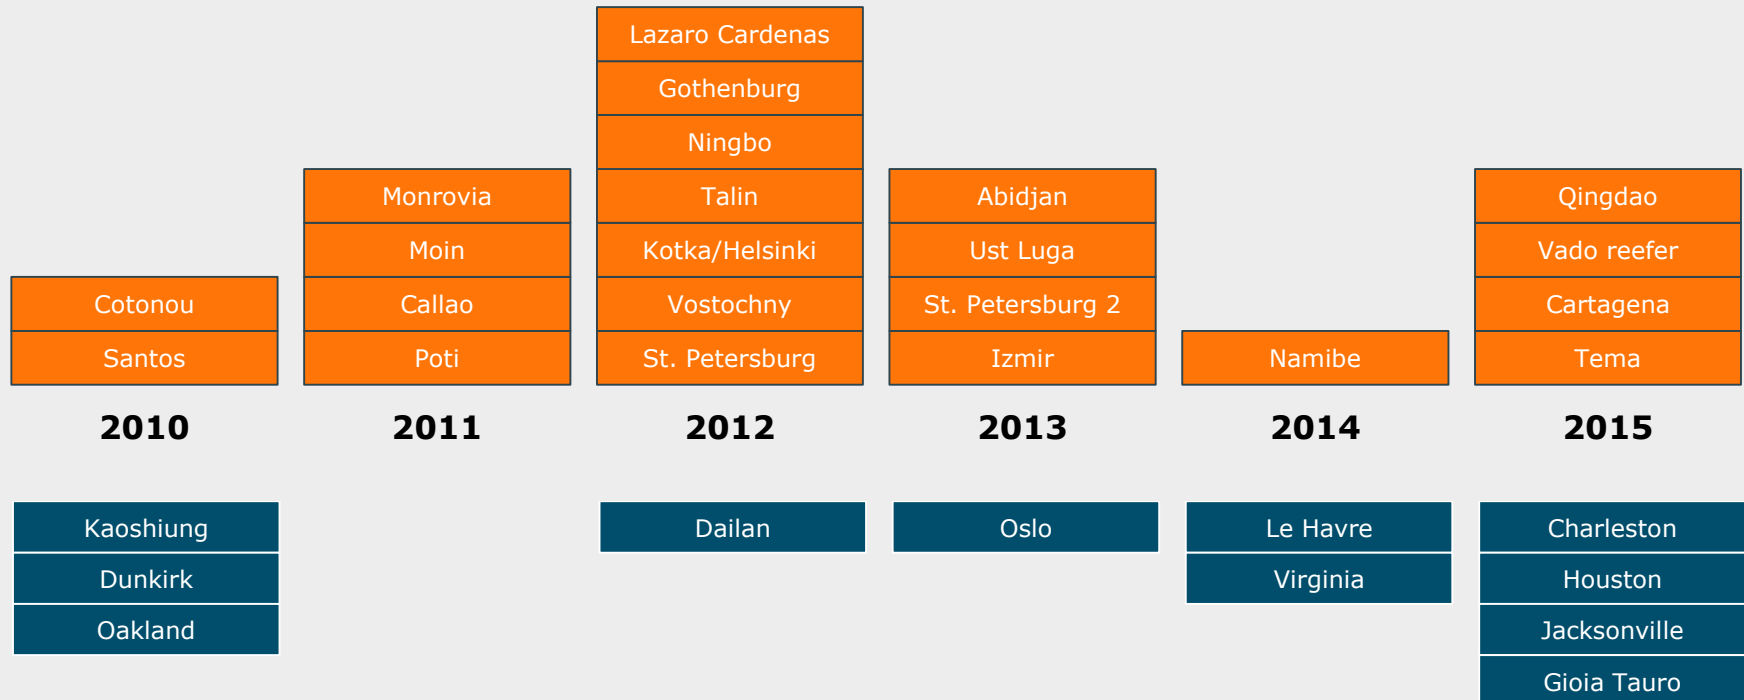 Lazaro Cardenas
Gothenburg
Ningbo
Monrovia
Talin
Abidjan
Qingdao
Moin
Kotka/Helsinki
Ust Luga
Vado reefer
Cotonou
Callao
Vostochny
St. Petersburg 2
Cartagena
Santos
Poti
St. Petersburg
Izmir
Namibe
Tema
2010
2011
2012
2013
2014
2015
Kaoshiung
Dailan
Oslo
Le Havre
Charleston
Dunkirk
Virginia
Houston
Oakland
Jacksonville
Gioia Tauro